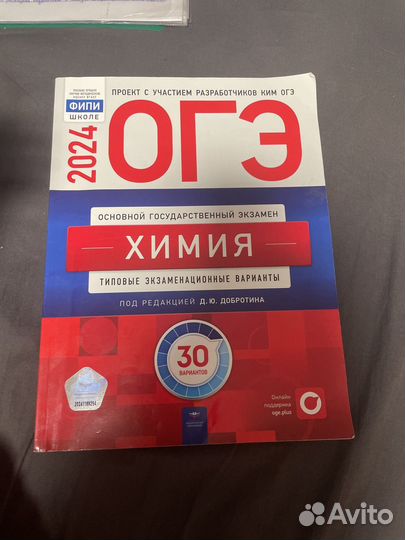 ПРОЕКТ С УЧАСТИЕМ РАЗРАБОТЧИКОВ КИМ ОГЭ
ФИПИ
ШКОЛЕ
2024
ОГЭ
ОСНОВНОЙ ГОСУДАРСТВЕННЫЙ ЭКЗАМЕН
ХИМИЯ
ТИПОВЫЕ ЭКЗАМЕНАЦИОННЫЕ ВАРИАНТЫ
ПОД РЕДАКЦИЕЙ Д.Ю. ДОБРОТИНА
30
ВАРИАНТОВ
Онлайн
поддержка
oge.plus
Avito